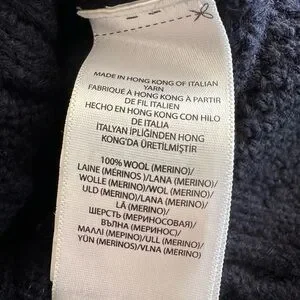 MADE IN HONG KONG OF ITALIAN
YARN
FABRIQUÉ À HONG KONG À PARTIR
DE FIL ITALIEN
HECHO EN HONG KONG CON HILO
DE ITALIA
İTALYAN İPLİĞİNDEN HONG
KONG'DA ÜRETİLMİŞTİR
100% WOOL (MERINO)/
LAINE (MÉRINOS )/LANA (MERINO)/
WOLLE (MERINO)/WOL (MERINO)/
ULD (MERINO)/LANA (MERINO)/
LÃ (MERINO)/
ШЕРСТЬ (МЕРИНОСОВАЯ)/
ВЪЛНА (МЕРИНОС)/
ΜΑΛΛΙ (ΜΕΡΙΝΟ)/ULL (MERINO)/
YÜN (MERİNOS)/VLNA (MERINO)